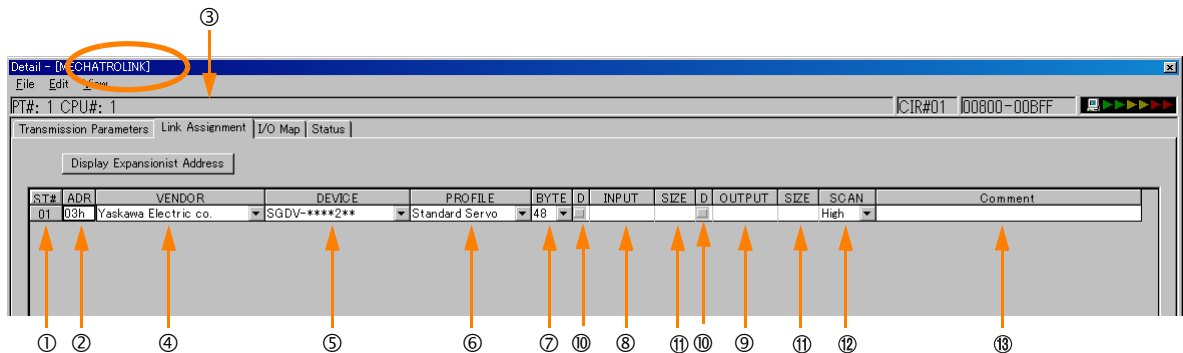 ③
Detail - [MECHATROLINK]
File Edit View
PT#: 1 CPU#: 1 CIR#01 00800-00BFF
Transmission Parameters Link Assignment I/O Map Status
Display Expansionist Address
ST# ADR VENDOR DEVICE PROFILE BYTE D INPUT SIZE D OUTPUT SIZE SCAN Comment
01 03h Yaskawa Electric co. SGDV-****2** Standard Servo 48 High
① ② ④ ⑤ ⑥ ⑦ ⑩ ⑧ ⑪ ⑩ ⑨ ⑪ ⑫ ⑬